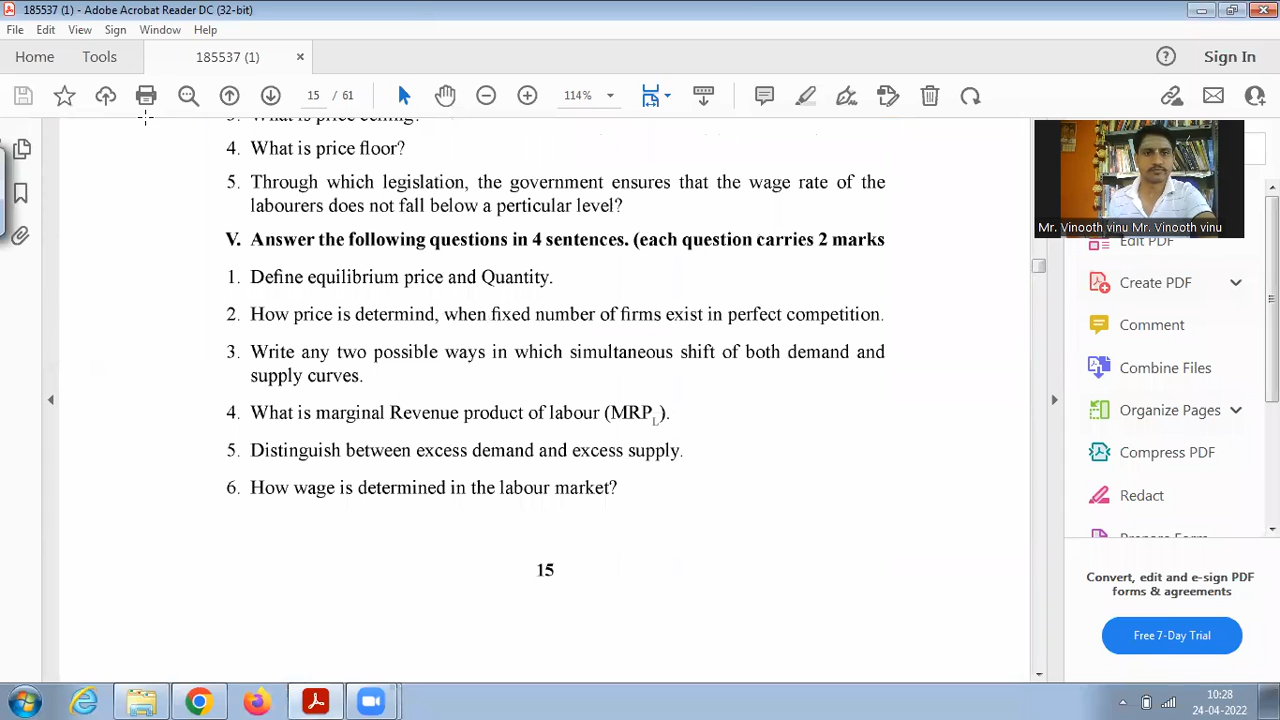 185537 (1) - Adobe Acrobat Reader DC (32-bit)
File Edit View Sign Window Help
Home Tools 185537 (1) Sign In
15 / 61 114%
3. What is price ceiling?
4. What is price floor?
5. Through which legislation, the government ensures that the wage rate of the
labourers does not fall below a perticular level?
V. Answer the following questions in 4 sentences. (each question carries 2 marks
1. Define equilibrium price and Quantity.
2. How price is determind, when fixed number of firms exist in perfect competition.
3. Write any two possible ways in which simultaneous shift of both demand and
supply curves.
4. What is marginal Revenue product of labour (MRPL).
5. Distinguish between excess demand and excess supply.
6. How wage is determined in the labour market?
15
Mr. Vinooth vinu Mr. Vinooth vinu
Edit PDF
Create PDF
Comment
Combine Files
Organize Pages
Compress PDF
Redact
Prepare Form
Convert, edit and e-sign PDF
forms & agreements
Free 7-Day Trial
10:28
24-04-2022